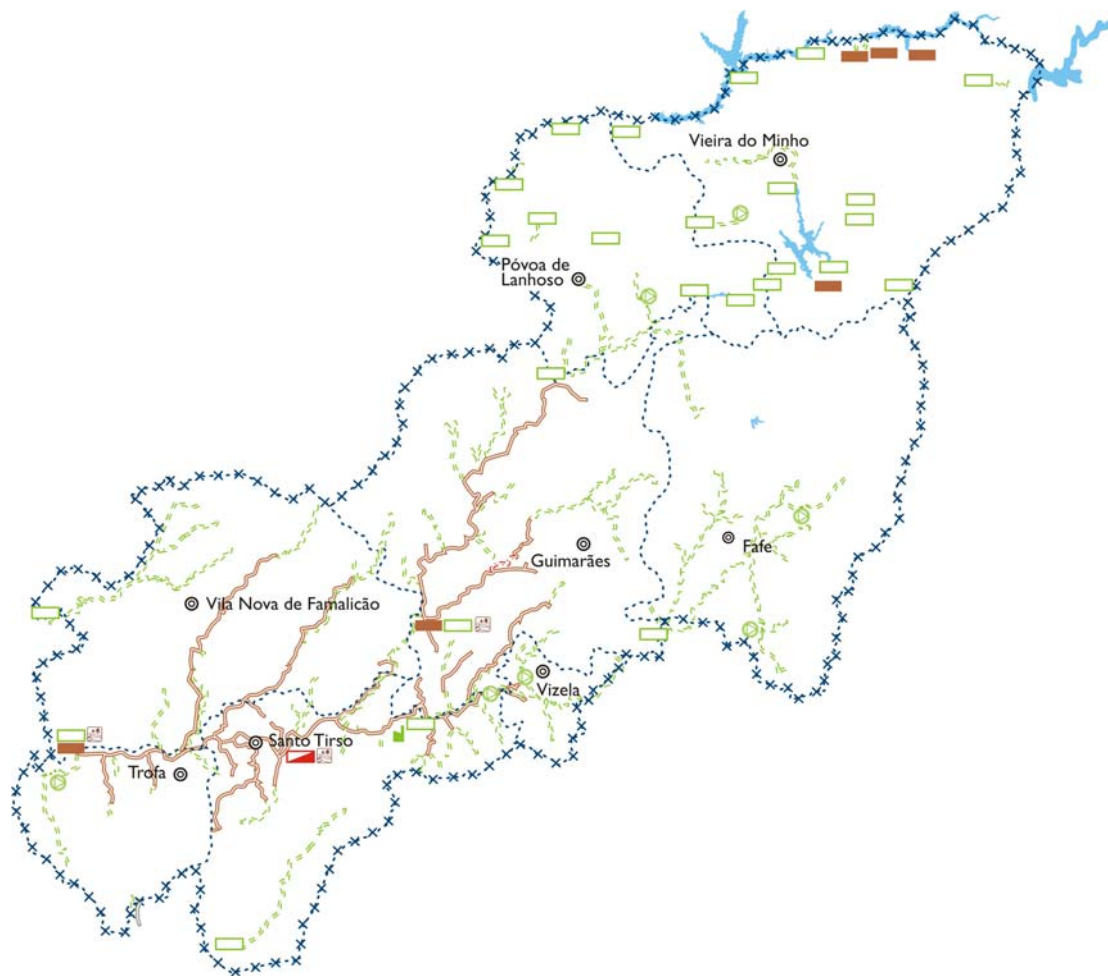 Vieira do Minho
Póvoa de
Lanhoso
Fafe
Guimarães
Vila Nova de Famalicão
Vizela
Santo Tirso
Trofa